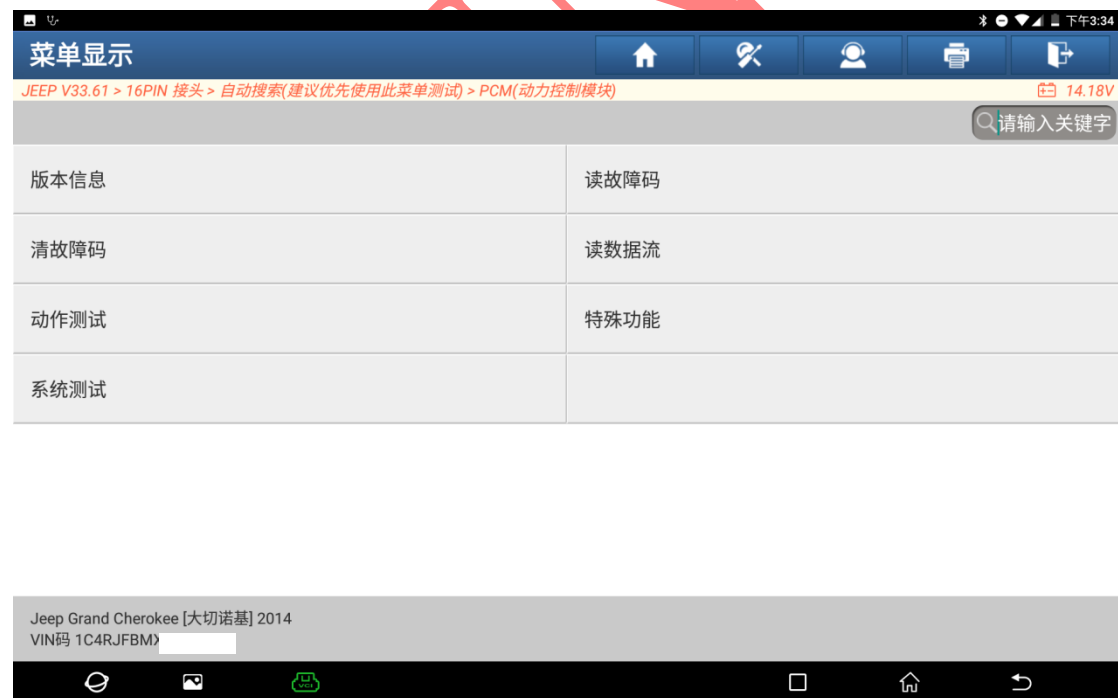 下午3:34
菜单显示
JEEP V33.61 > 16PIN 接头 > 自动搜索(建议优先使用此菜单测试) > PCM(动力控制模块)
14.18V
请输入关键字
版本信息
读故障码
清故障码
读数据流
动作测试
特殊功能
系统测试
Jeep Grand Cherokee [大切诺基] 2014
VIN码 1C4RJFBMX
VCI